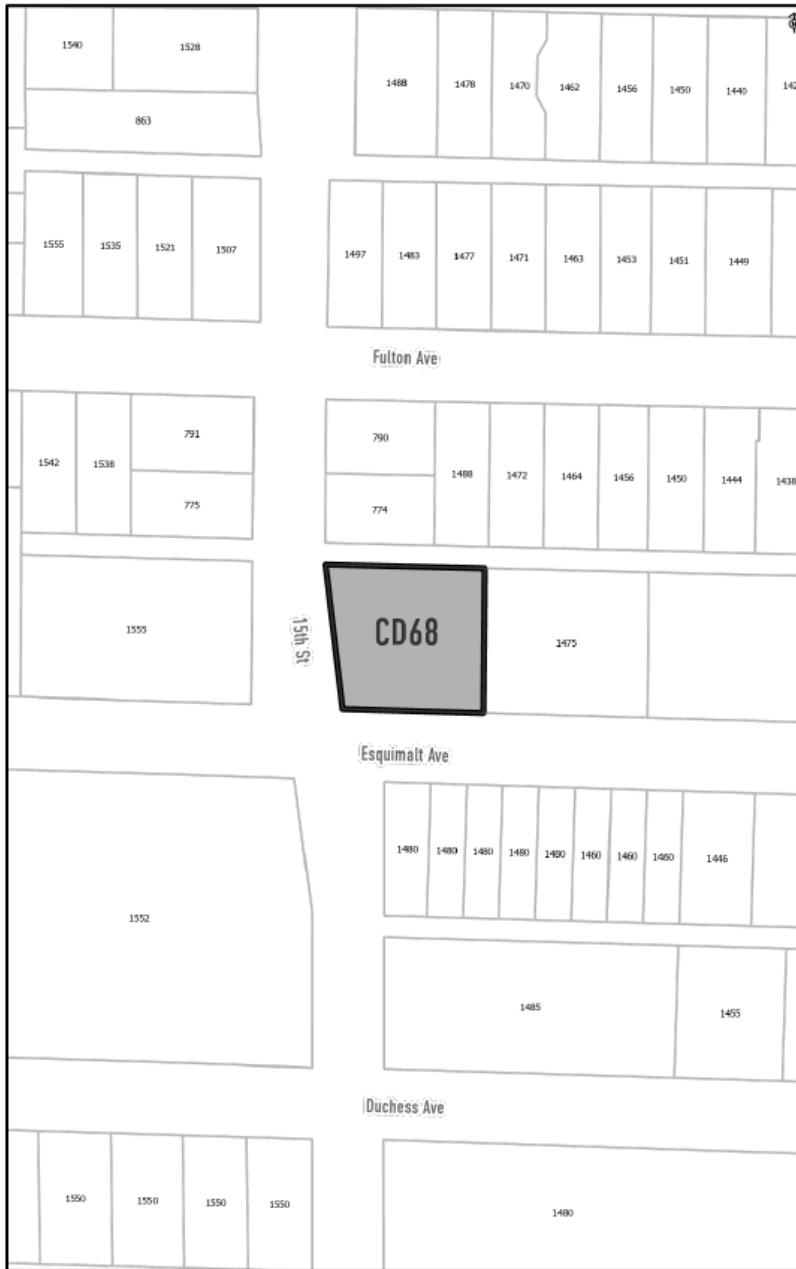 1540 1528
1488 1478 1470 1462 1456 1450 1440
863
1555 1535 1521 1507 1497 1483 1477 1471 1463 1453 1451 1449
Fulton Ave
791 790
1542 1538 1488 1472 1464 1456 1450 1444 1438
775 774
1555 15th St CD68 1475
Esquimalt Ave
1480 1480 1480 1480 1480 1460 1460 1460 1446
1552
1485 1455
Duchess Ave
1550 1550 1550 1550 1480